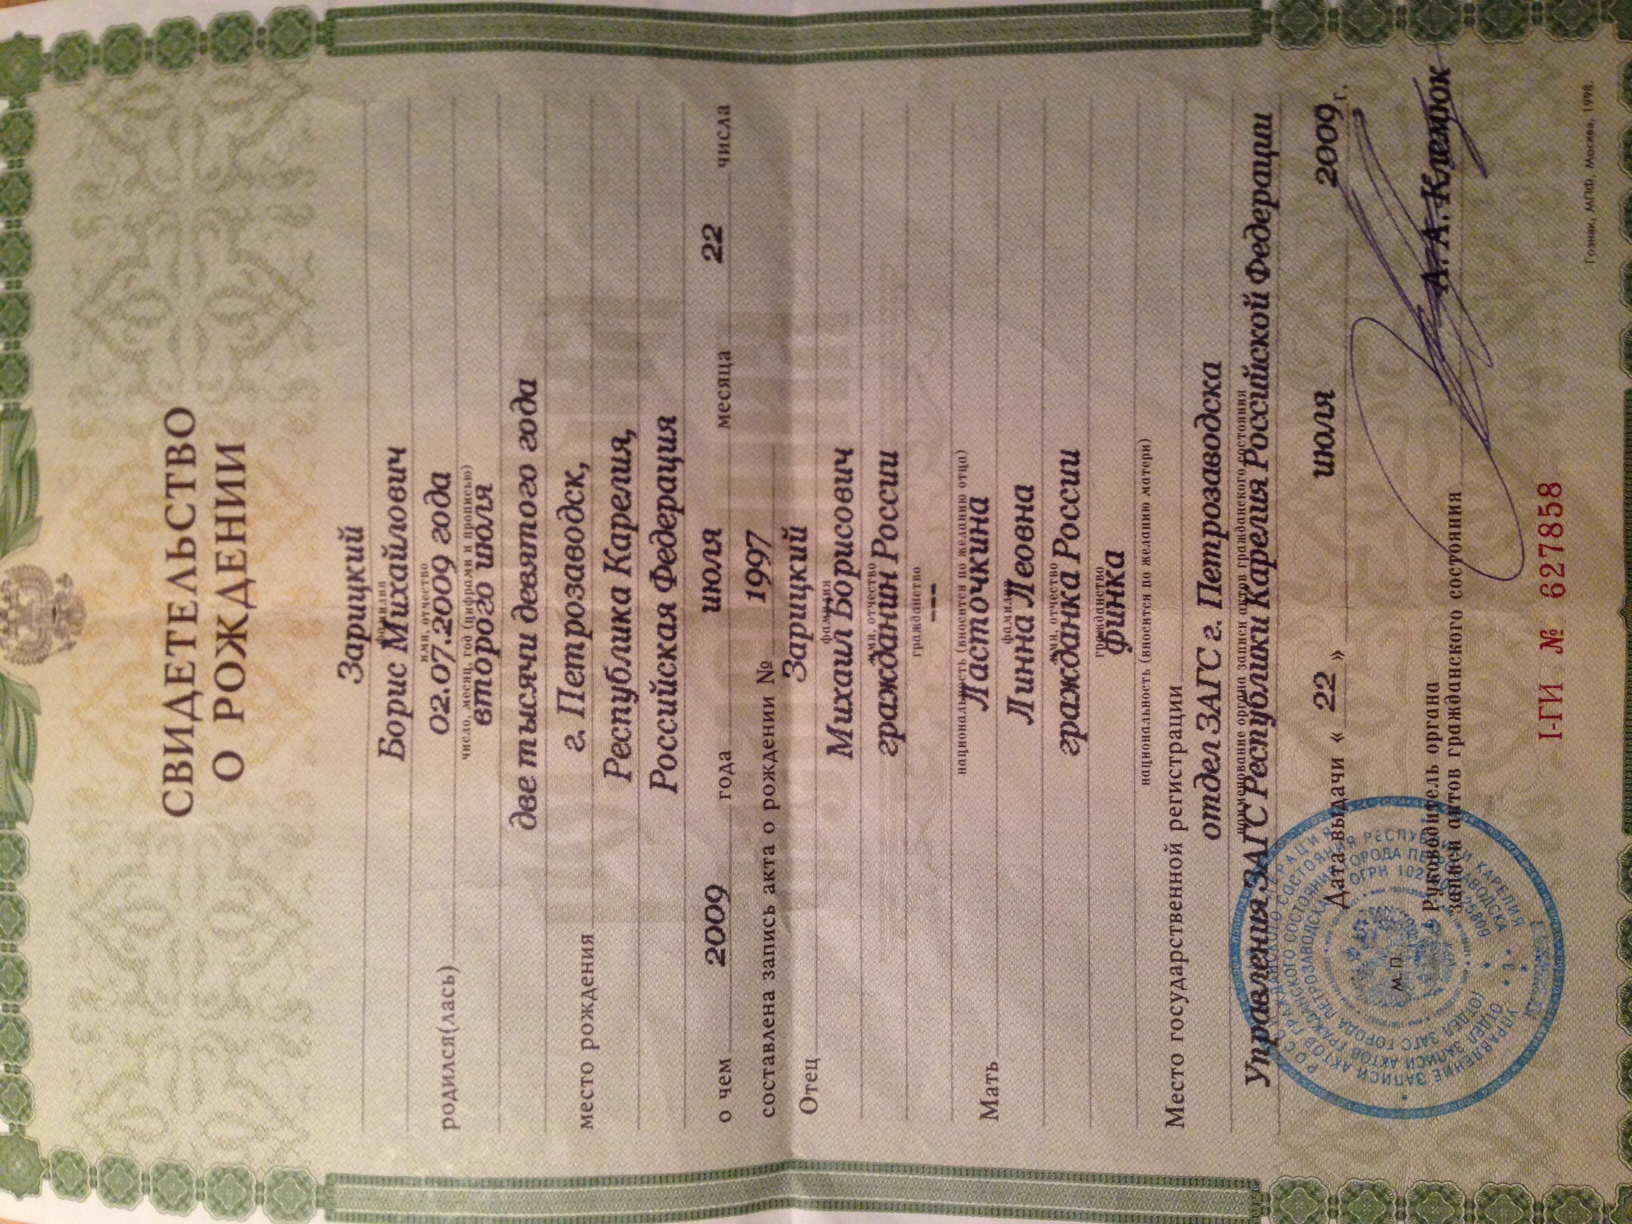 СВИДЕТЕЛЬСТВО
О РОЖДЕНИИ
Зарицкий
фамилия
Борис Михайлович
имя, отчество
родился(лась) 02.07.2009 года
число, месяц, год (цифрами и прописью)
второго июля
две тысячи девятого года
место рождения г. Петрозаводск,
Республика Карелия,
Российская Федерация
о чем 2009 года июля месяца 22 числа
составлена запись акта о рождении № 1997
Отец Зарицкий
фамилия
Михаил Борисович
имя, отчество
гражданин России
гражданство
---
национальность (вносится по желанию отца)
Мать Ласточкина
фамилия
Линна Леовна
имя, отчество
гражданка России
гражданство
финка
национальность (вносится по желанию матери)
Место государственной регистрации
отдел ЗАГС г. Петрозаводска
наименование органа записи актов гражданского состояния
Управления ЗАГС Республики Карелия Российской Федерации
Дата выдачи « 22 » июля 2009 г.
М.П.
Руководитель органа
записи актов гражданского состояния А. А. Клемюк
I-ГИ № 627858
Гознак, МПФ, Москва, 1998.